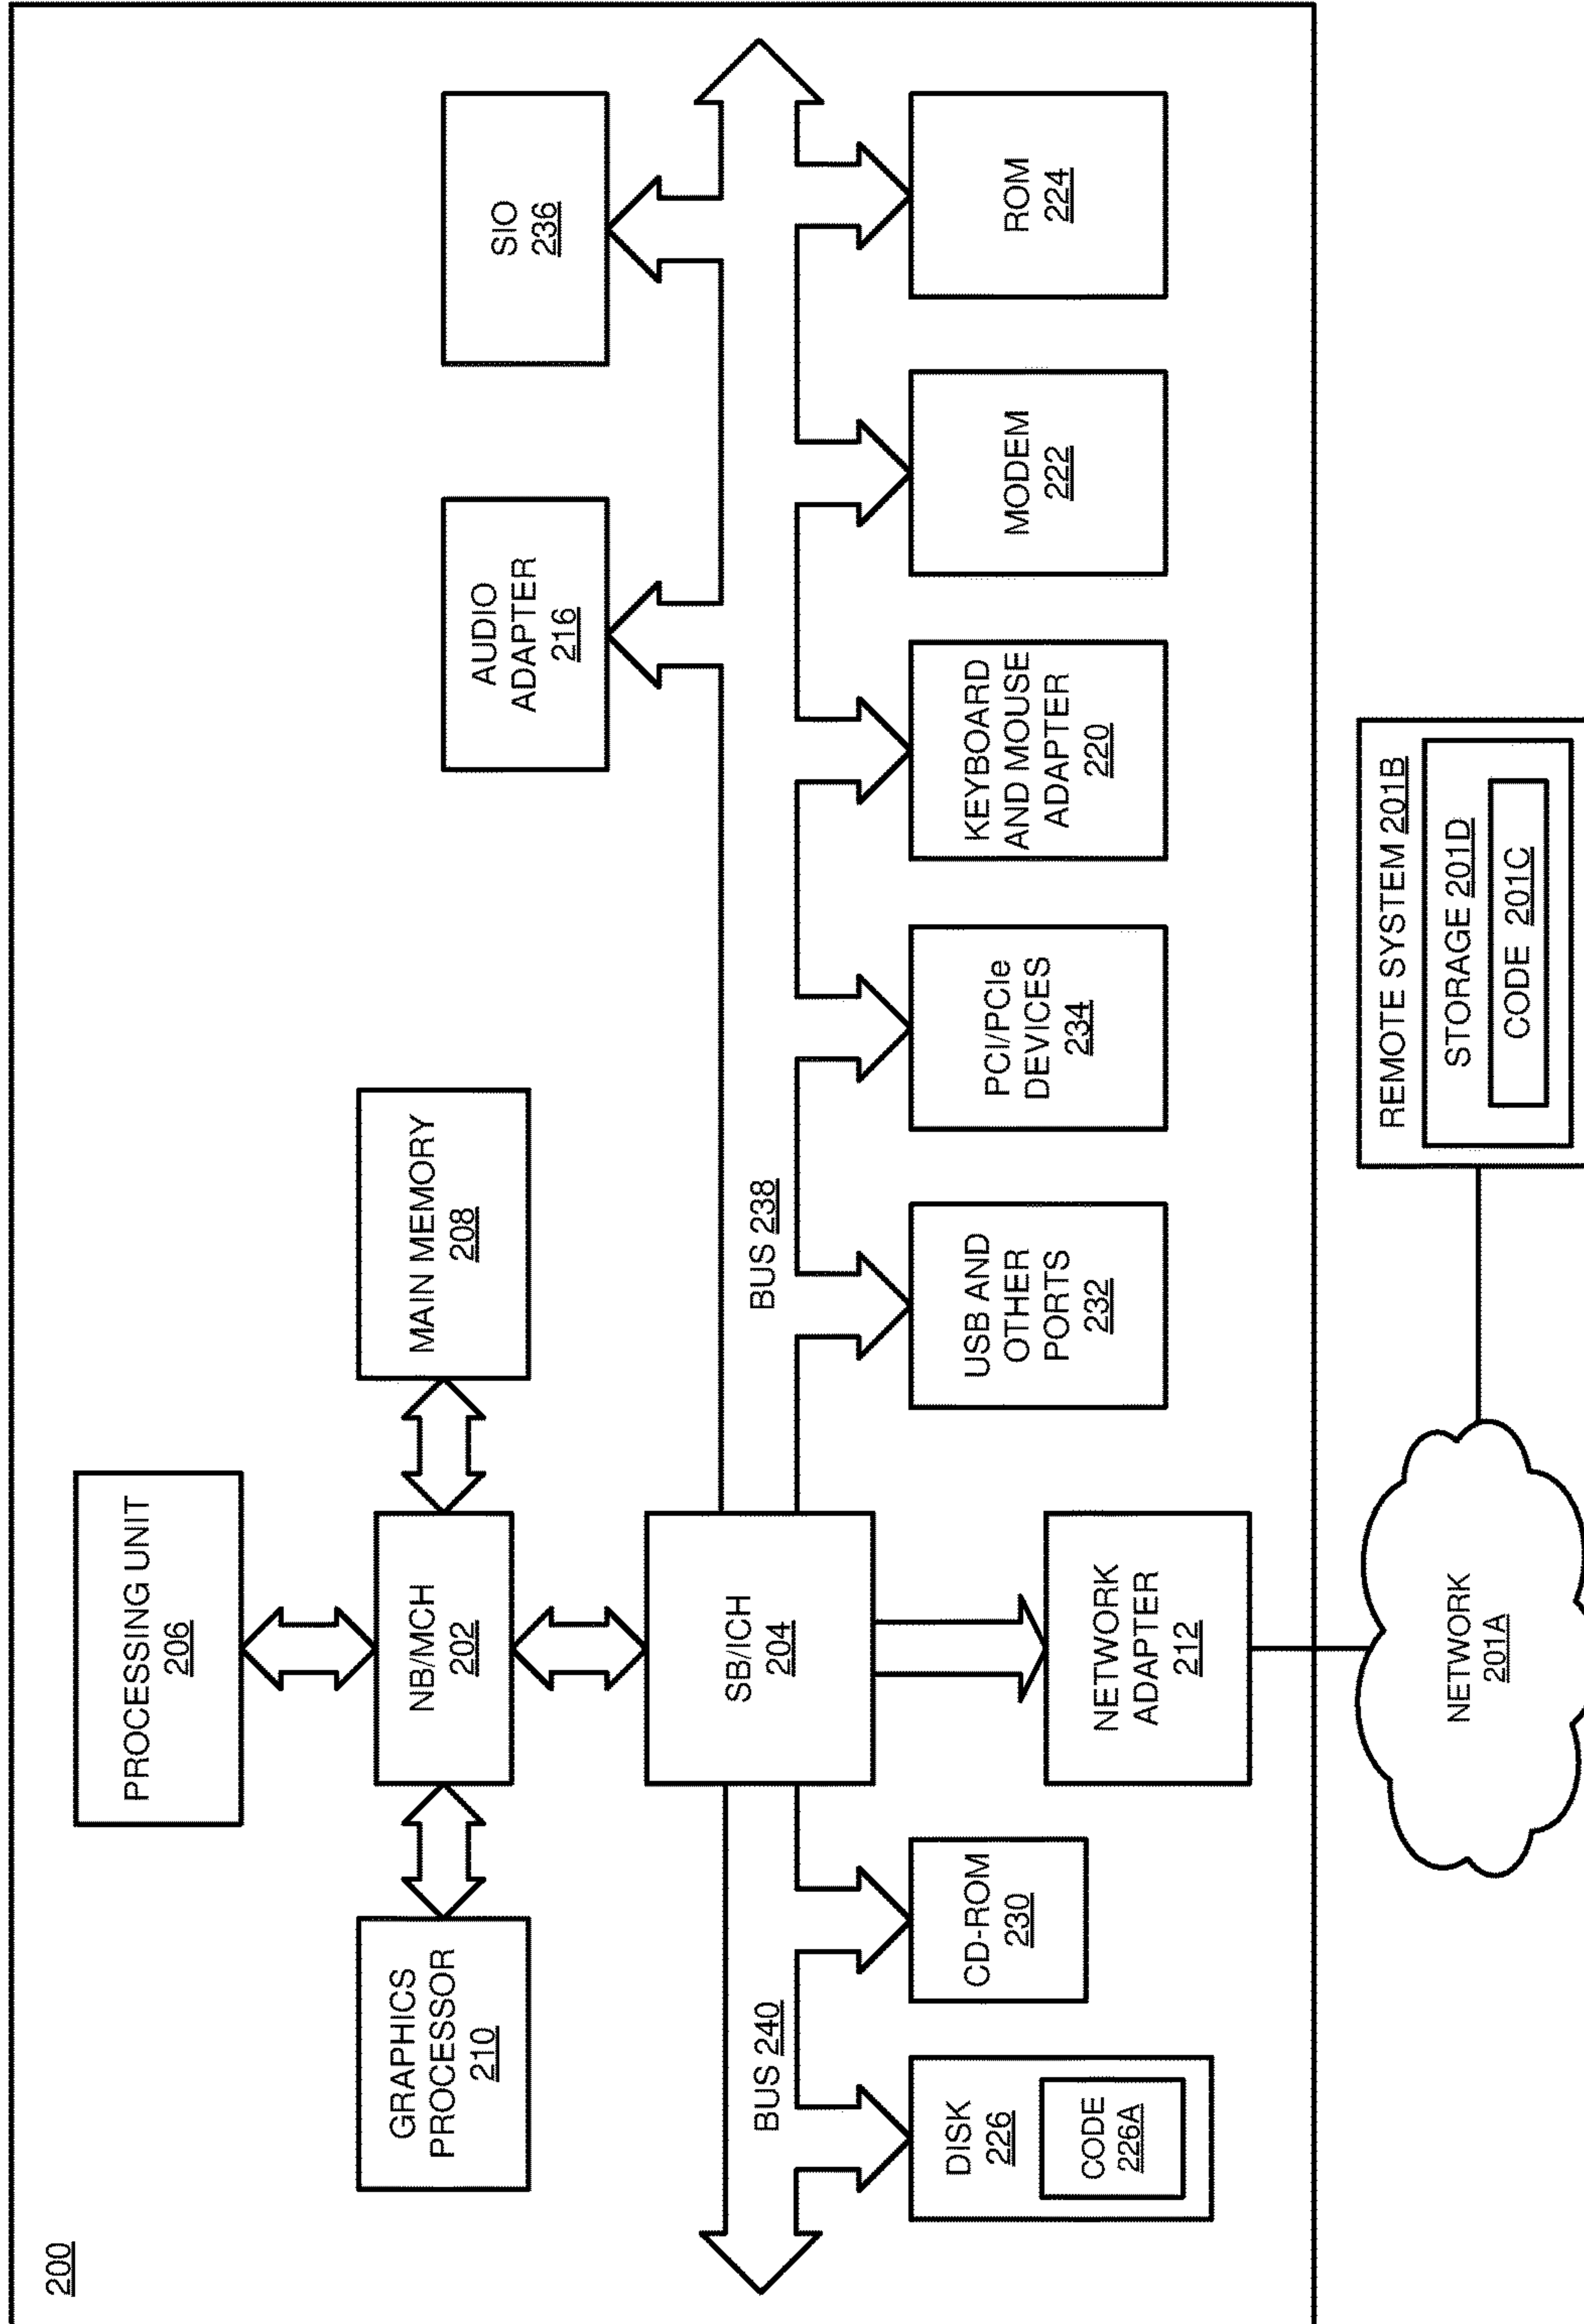 200
PROCESSING UNIT
206
GRAPHICS
PROCESSOR
210
NB/MCH
202
MAIN MEMORY
208
AUDIO
ADAPTER
216
SIO
236
SB/ICH
204
BUS 240
BUS 238
DISK
226
CODE
226A
CD-ROM
230
NETWORK
ADAPTER
212
USB AND
OTHER
PORTS
232
PCI/PCIe
DEVICES
234
KEYBOARD
AND MOUSE
ADAPTER
220
MODEM
222
ROM
224
NETWORK
201A
REMOTE SYSTEM 201B
STORAGE 201D
CODE 201C